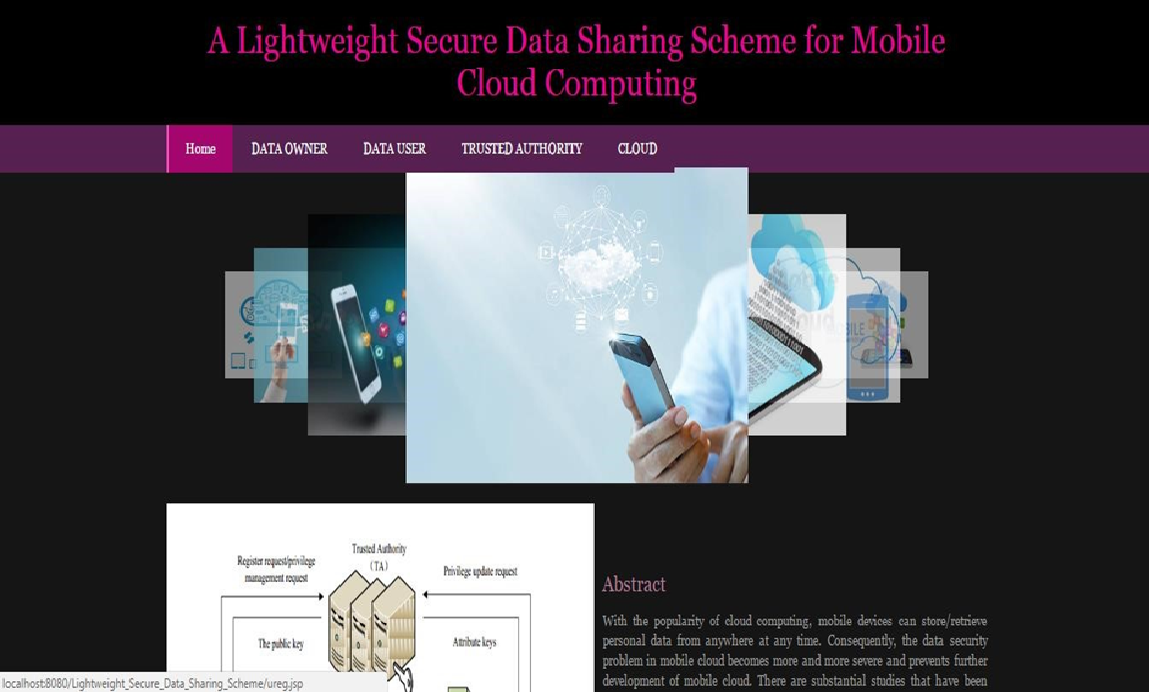 A Lightweight Secure Data Sharing Scheme for Mobile
Cloud Computing
Home DATA OWNER DATA USER TRUSTED AUTHORITY CLOUD
Trusted Authority
(TA)
Register request/privilege
management request
Privilege update request
The public key
Attribute keys
Abstract
With the popularity of cloud computing, mobile devices can store/retrieve
personal data from anywhere at any time. Consequently, the data security
problem in mobile cloud becomes more and more severe and prevents further
development of mobile cloud. There are substantial studies that have been
localhost:8080/Lightweight_Secure_Data_Sharing_Scheme/ureg.jsp